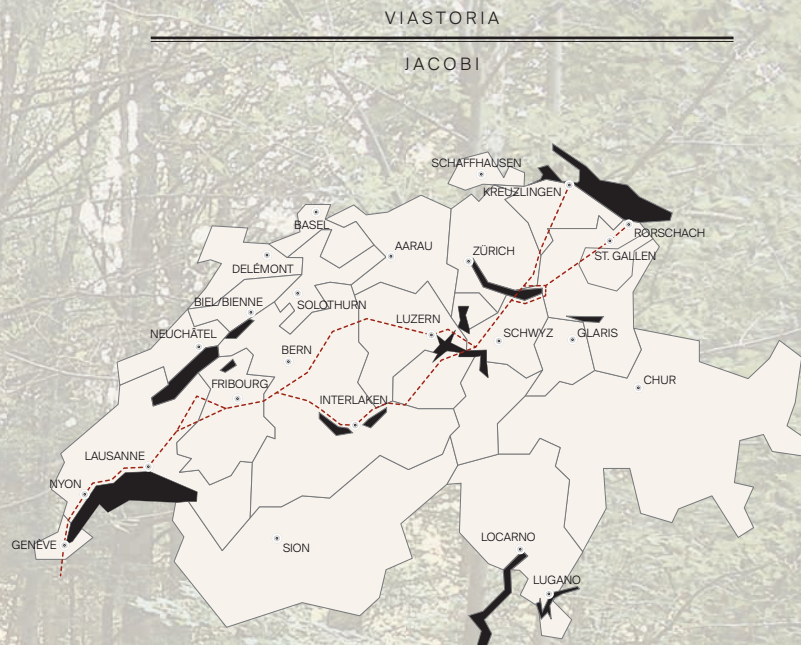 VIASTORIA
JACOBI
SCHAFFHAUSEN
KREUZLINGEN
BASEL
RORSCHACH
AARAU
ZÜRICH
ST. GALLEN
DELÉMONT
BIEL/BIENNE
SOLOTHURN
LUZERN
NEUCHÂTEL
SCHWYZ
GLARIS
BERN
CHUR
FRIBOURG
INTERLAKEN
LAUSANNE
NYON
LOCARNO
GENÈVE
SION
LUGANO